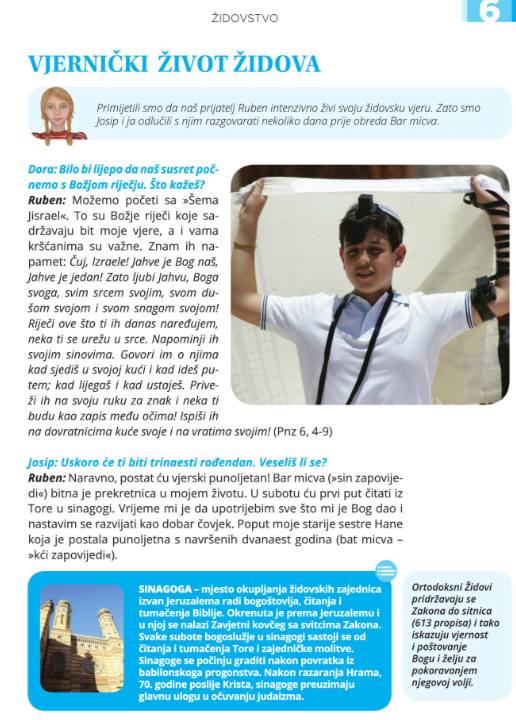 ŽIDOVSTVO
6
VJERNIČKI ŽIVOT ŽIDOVA
Primijetili smo da naš prijatelj Ruben intenzivno živi svoju židovsku vjeru. Zato smo
Josip i ja odlučili s njim razgovarati nekoliko dana prije obreda Bar micva.
Dora: Bilo bi lijepo da naš susret poč-
nemo s Božjom riječju. Što kažeš?
Ruben: Možemo početi sa »Šema
Jisrael«. To su Božje riječi koje sa-
državaju bit moje vjere, a i vama
kršćanima su važne. Znam ih na-
pamet: Čuj, Izraele! Jahve je Bog naš,
Jahve je jedan! Zato ljubi Jahvu, Boga
svoga, svim srcem svojim, svom du-
šom svojom i svom snagom svojom!
Riječi ove što ti ih danas naređujem,
neka ti se urežu u srce. Napominji ih
svojim sinovima. Govori im o njima
kad sjediš u svojoj kući i kad ideš pu-
tem; kad liježeš i kad ustaješ. Prive-
ži ih na svoju ruku za znak i neka ti
budu kao zapis među očima! Ispiši ih
na dovratnicima kuće svoje i na vratima svojim! (Pnz 6, 4-9)
Josip: Uskoro će ti biti trinaesti rođendan. Veseliš li se?
Ruben: Naravno, postat ću vjerski punoljetan! Bar micva (»sin zapovije-
di«) bitna je prekretnica u mojem životu. U subotu ću prvi put čitati iz
Tore u sinagogi. Vrijeme mi je da upotrijebim sve što mi je Bog dao i
nastavim se razvijati kao dobar čovjek. Poput moje starije sestre Hane
koja je postala punoljetna s navršenih dvanaest godina (bat micva –
»kći zapovijedi«).
SINAGOGA – mjesto okupljanja židovskih zajednica
izvan Jeruzalema radi bogoštovlja, čitanja i
tumačenja Biblije. Okrenuta je prema Jeruzalemu i
u njoj se nalazi Zavjetni kovčeg sa svitcima Zakona.
Svake subote bogoslužje u sinagogi sastoji se od
čitanja i tumačenja Tore i zajedničke molitve.
Sinagoge se počinju graditi nakon povratka iz
babilonskoga progonstva. Nakon razaranja Hrama,
70. godine poslije Krista, sinagoge preuzimaju
glavnu ulogu u očuvanju judaizma.
Ortodoksni Židovi
pridržavaju se
Zakona do sitnica
(613 propisa) i tako
iskazuju vjernost
i poštovanje
Bogu i želju za
pokoravanjem
njegovoj volji.